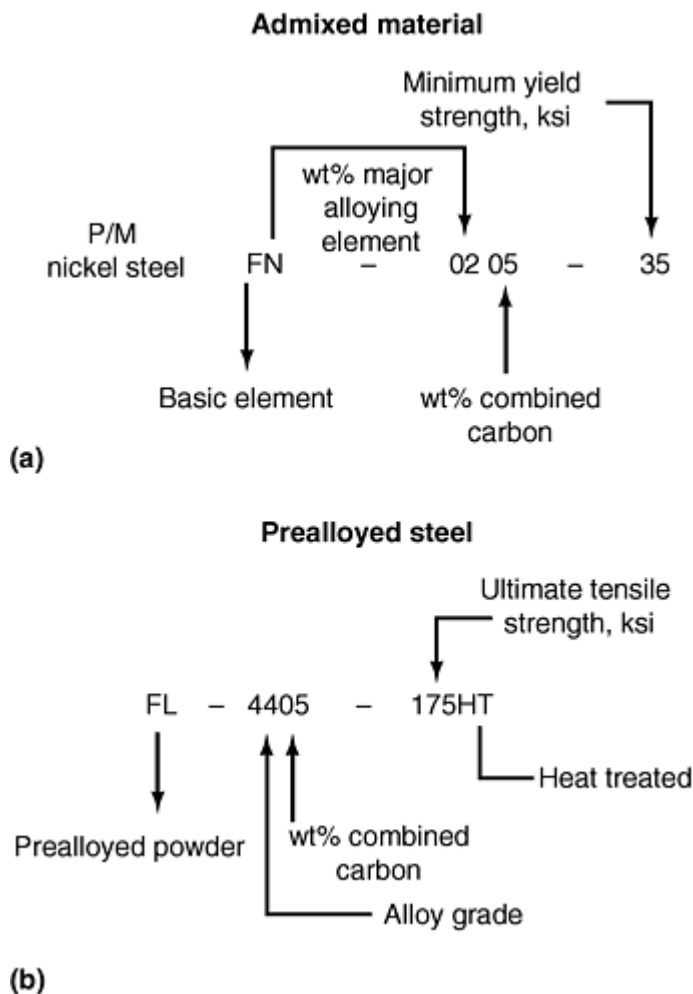 Admixed material
Minimum yield
strength, ksi
wt% major
alloying
element
P/M
nickel steel
FN – 02 05 – 35
Basic element
wt% combined
carbon
(a)
Prealloyed steel
Ultimate tensile
strength, ksi
FL – 4405 – 175HT
Heat treated
Prealloyed powder
wt% combined
carbon
Alloy grade
(b)